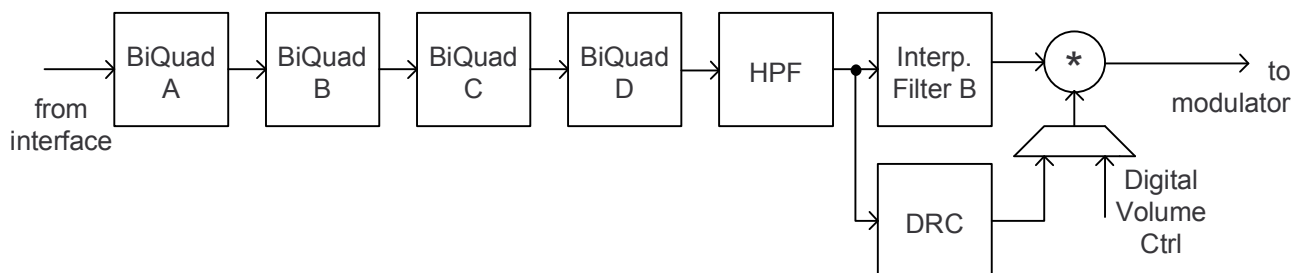 from
interface
BiQuad
A
BiQuad
B
BiQuad
C
BiQuad
D
HPF
Interp.
Filter B
*
to
modulator
DRC
Digital
Volume
Ctrl